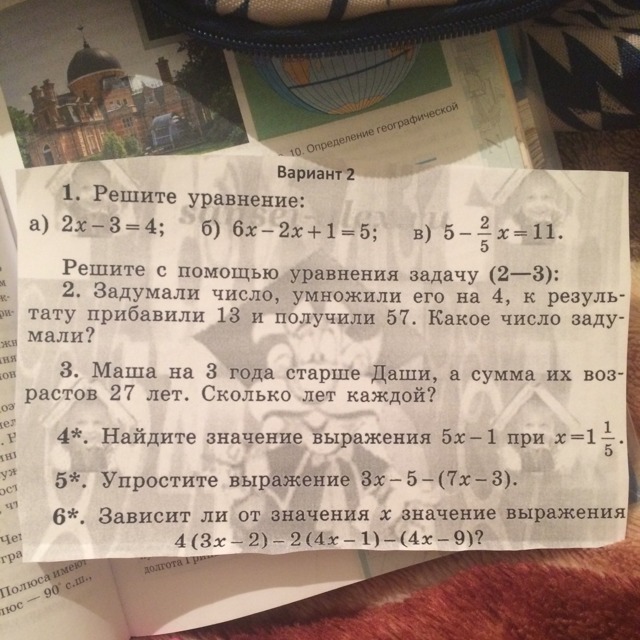 10. Определение географической
Вариант 2
1. Решите уравнение:
а) 2x − 3 = 4; б) 6x − 2x + 1 = 5; в) 5 − 2/5 x = 11.
Решите с помощью уравнения задачу (2—3):
2. Задумали число, умножили его на 4, к резуль-
тату прибавили 13 и получили 57. Какое число заду-
мали?
3. Маша на 3 года старше Даши, а сумма их воз-
растов 27 лет. Сколько лет каждой?
4*. Найдите значение выражения 5x − 1 при x = 1 1/5.
5*. Упростите выражение 3x − 5 − (7x − 3).
6*. Зависит ли от значения x значение выражения
4 (3x − 2) − 2 (4x − 1) − (4x − 9)?
Полюса имеют
люс — 90° с.ш.,
долгота